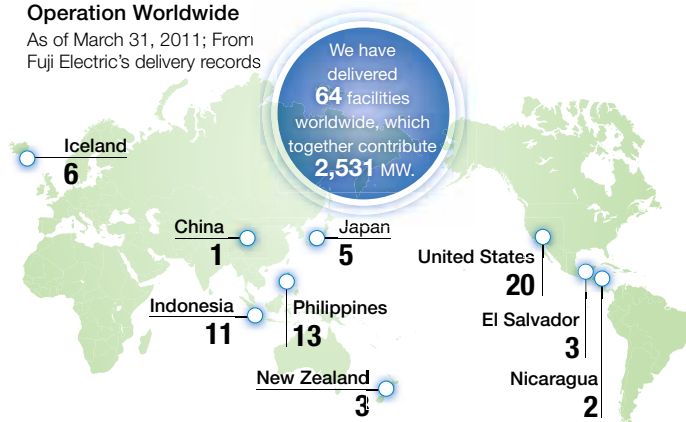 Operation Worldwide
As of March 31, 2011; From
Fuji Electric's delivery records
We have
delivered
64 facilities
worldwide, which
together contribute
2,531 MW.
Iceland
6
China
1
Japan
5
United States
20
Indonesia
11
Philippines
13
El Salvador
3
New Zealand
3
Nicaragua
2